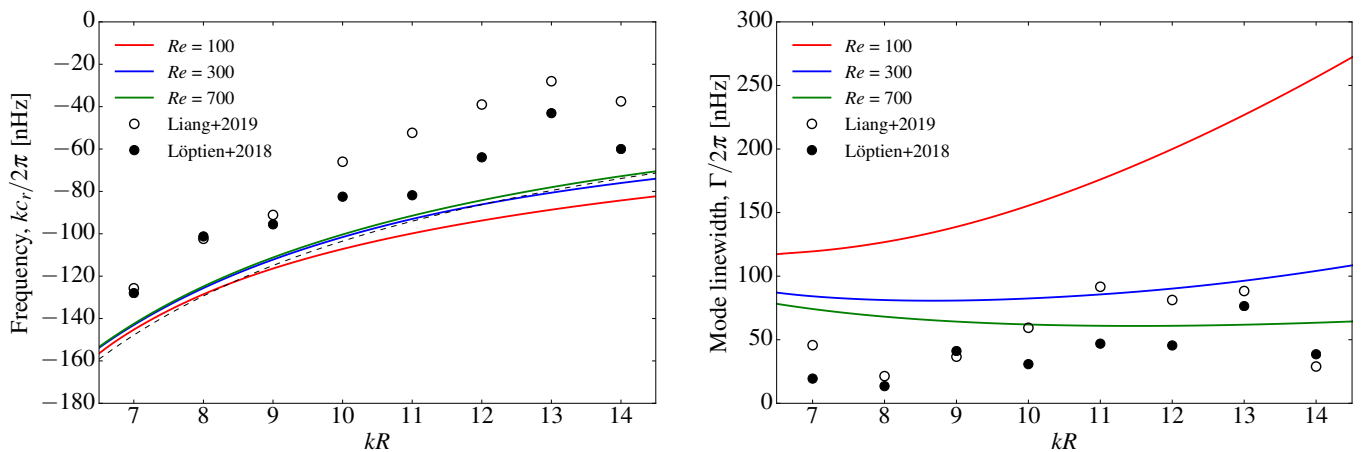 0
−20
−40
−60
−80
−100
−120
−140
−160
−180
Frequency, kc_r/2π [nHz]
Re = 100
Re = 300
Re = 700
Liang+2019
Löptien+2018
7 8 9 10 11 12 13 14
kR
300
250
200
150
100
50
0
Mode linewidth, Γ/2π [nHz]
Re = 100
Re = 300
Re = 700
Liang+2019
Löptien+2018
7 8 9 10 11 12 13 14
kR